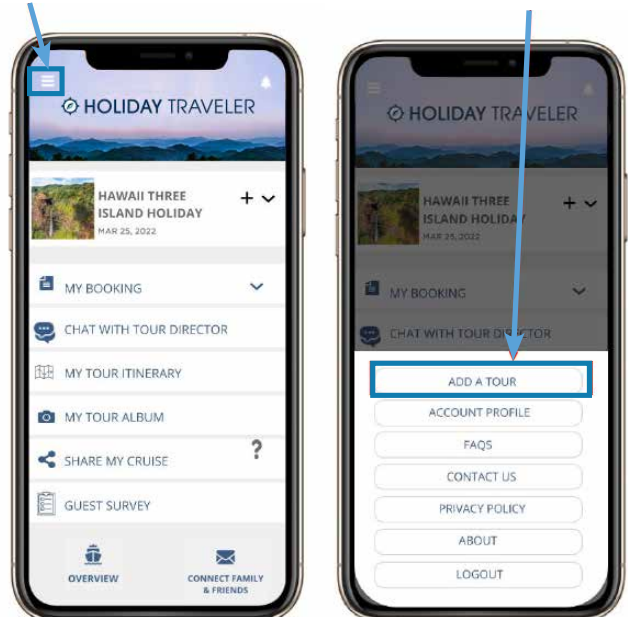 HOLIDAY TRAVELER
HAWAII THREE
ISLAND HOLIDAY
MAR 25, 2022
MY BOOKING
CHAT WITH TOUR DIRECTOR
MY TOUR ITINERARY
MY TOUR ALBUM
SHARE MY CRUISE
?
GUEST SURVEY
OVERVIEW
CONNECT FAMILY
& FRIENDS
HOLIDAY TRAVELER
HAWAII THREE
ISLAND HOLIDAY
MAR 25, 2022
MY BOOKING
CHAT WITH TOUR DIRECTOR
ADD A TOUR
ACCOUNT PROFILE
FAQS
CONTACT US
PRIVACY POLICY
ABOUT
LOGOUT